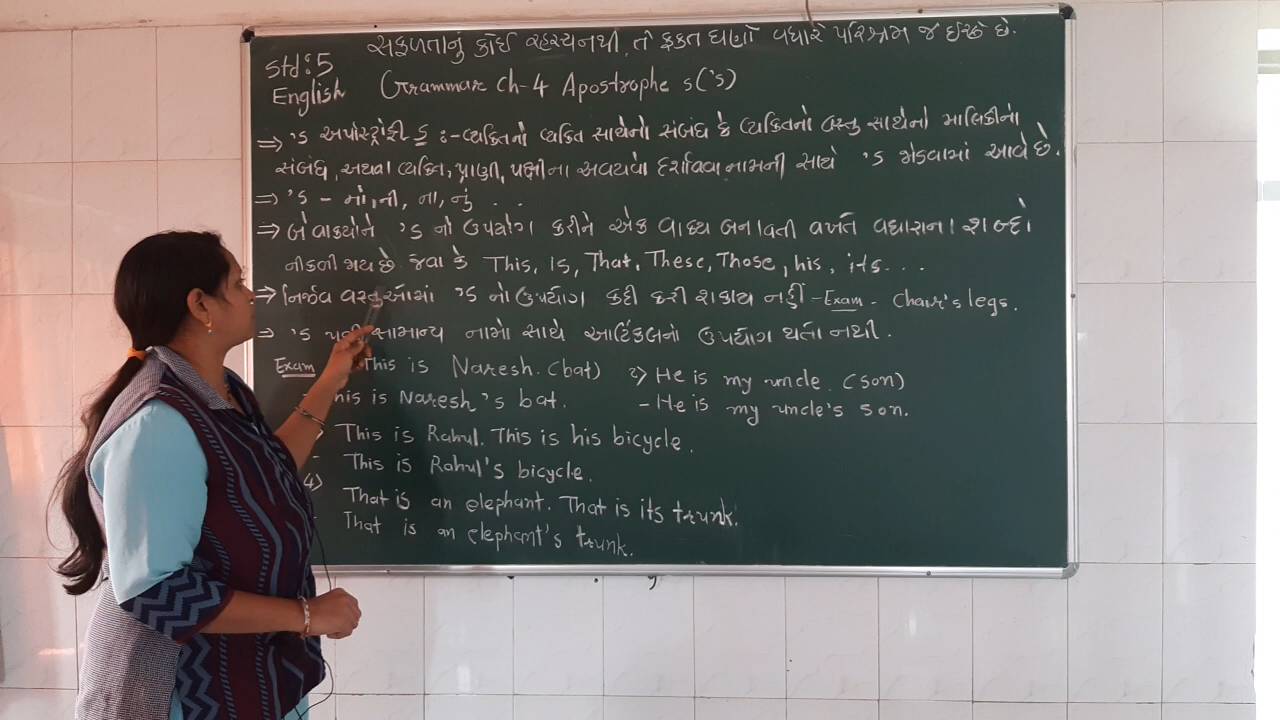 સફળતાનું કોઈ રહસ્ય નથી, તે ફક્ત ઘણો વધારે પરિશ્રમ જ ઈચ્છે છે.
Std:5
English Grammar Ch-4 Apostrophe s('s)
⇒ 's અપોસ્ટ્રોફી s :- વ્યક્તિનો વ્યક્તિ સાથેનો સંબંધ કે વ્યક્તિનો વસ્તુ સાથેનો માલિકીનો
સંબંધ, અથવા વ્યક્તિ, પ્રાણી, પક્ષીના અવયવો દર્શાવવા નામની સાથે 's જોડવામાં આવે છે.
⇒ 's - નો, ની, ના, નું . . .
⇒ બે વાક્યોને 's નો ઉપયોગ કરીને એક વાક્ય બનાવતી વખતે વધારાના શબ્દો
નીકળી જાય છે જેવા કે This, Is, That, These, Those, his, its...
⇒ નિર્જીવ વસ્તુઓમાં 's નો ઉપયોગ કદી કરી શકાય નહીં - Exam - Chair's legs.
⇒ 's પછી સામાન્ય નામો સાથે આર્ટિકલનો ઉપયોગ થતો નથી.
Exam This is Naresh. (bat)
is Naresh's bat.
૨) He is my uncle. (son)
- He is my uncle's son.
This is Rahul. This is his bicycle.
- This is Rahul's bicycle.
4) That is an elephant. That is its trunk.
That is an elephant's trunk.